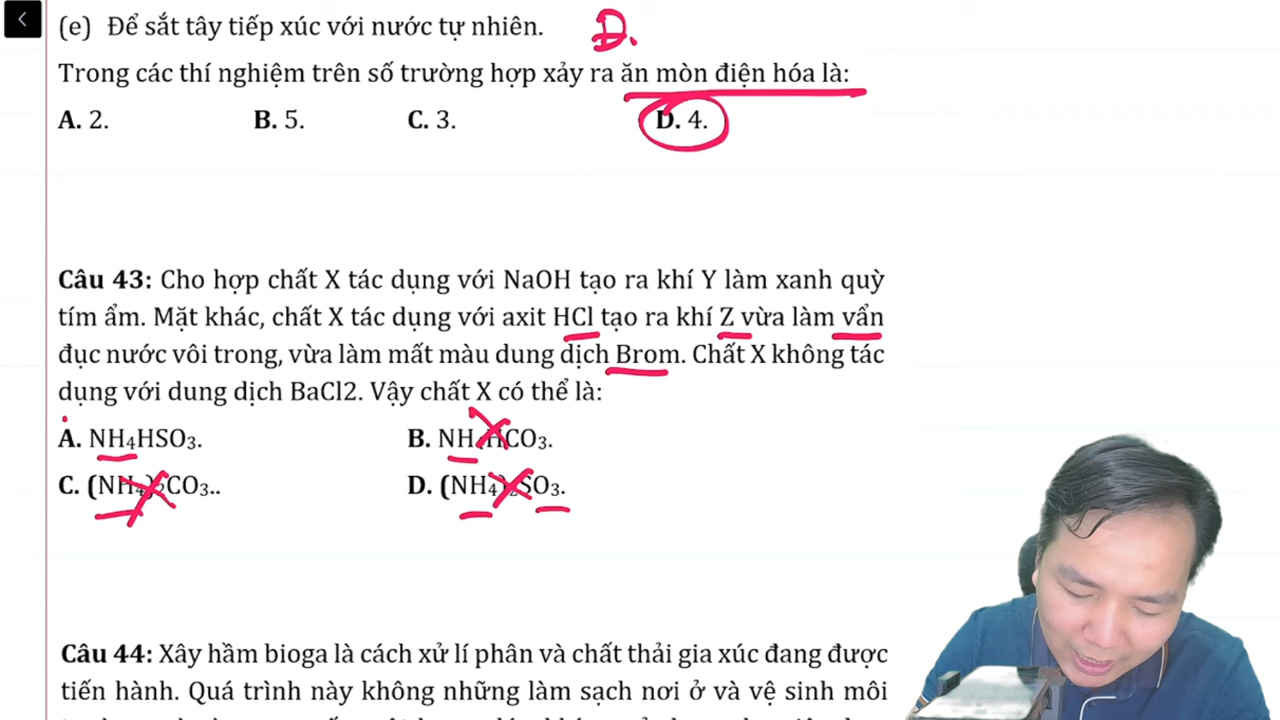 (e) Để sắt tây tiếp xúc với nước tự nhiên. D.
Trong các thí nghiệm trên số trường hợp xảy ra ăn mòn điện hóa là:
A. 2. B. 5. C. 3. D. 4.
Câu 43: Cho hợp chất X tác dụng với NaOH tạo ra khí Y làm xanh quỳ
tím ẩm. Mặt khác, chất X tác dụng với axit HCl tạo ra khí Z vừa làm vẩn
đục nước vôi trong, vừa làm mất màu dung dịch Brom. Chất X không tác
dụng với dung dịch BaCl2. Vậy chất X có thể là:
A. NH₄HSO₃. B. NH₄HCO₃.
C. (NH₄)₂CO₃.. D. (NH₄)₂SO₃.
Câu 44: Xây hầm bioga là cách xử lí phân và chất thải gia xúc đang được
tiến hành. Quá trình này không những làm sạch nơi ở và vệ sinh môi